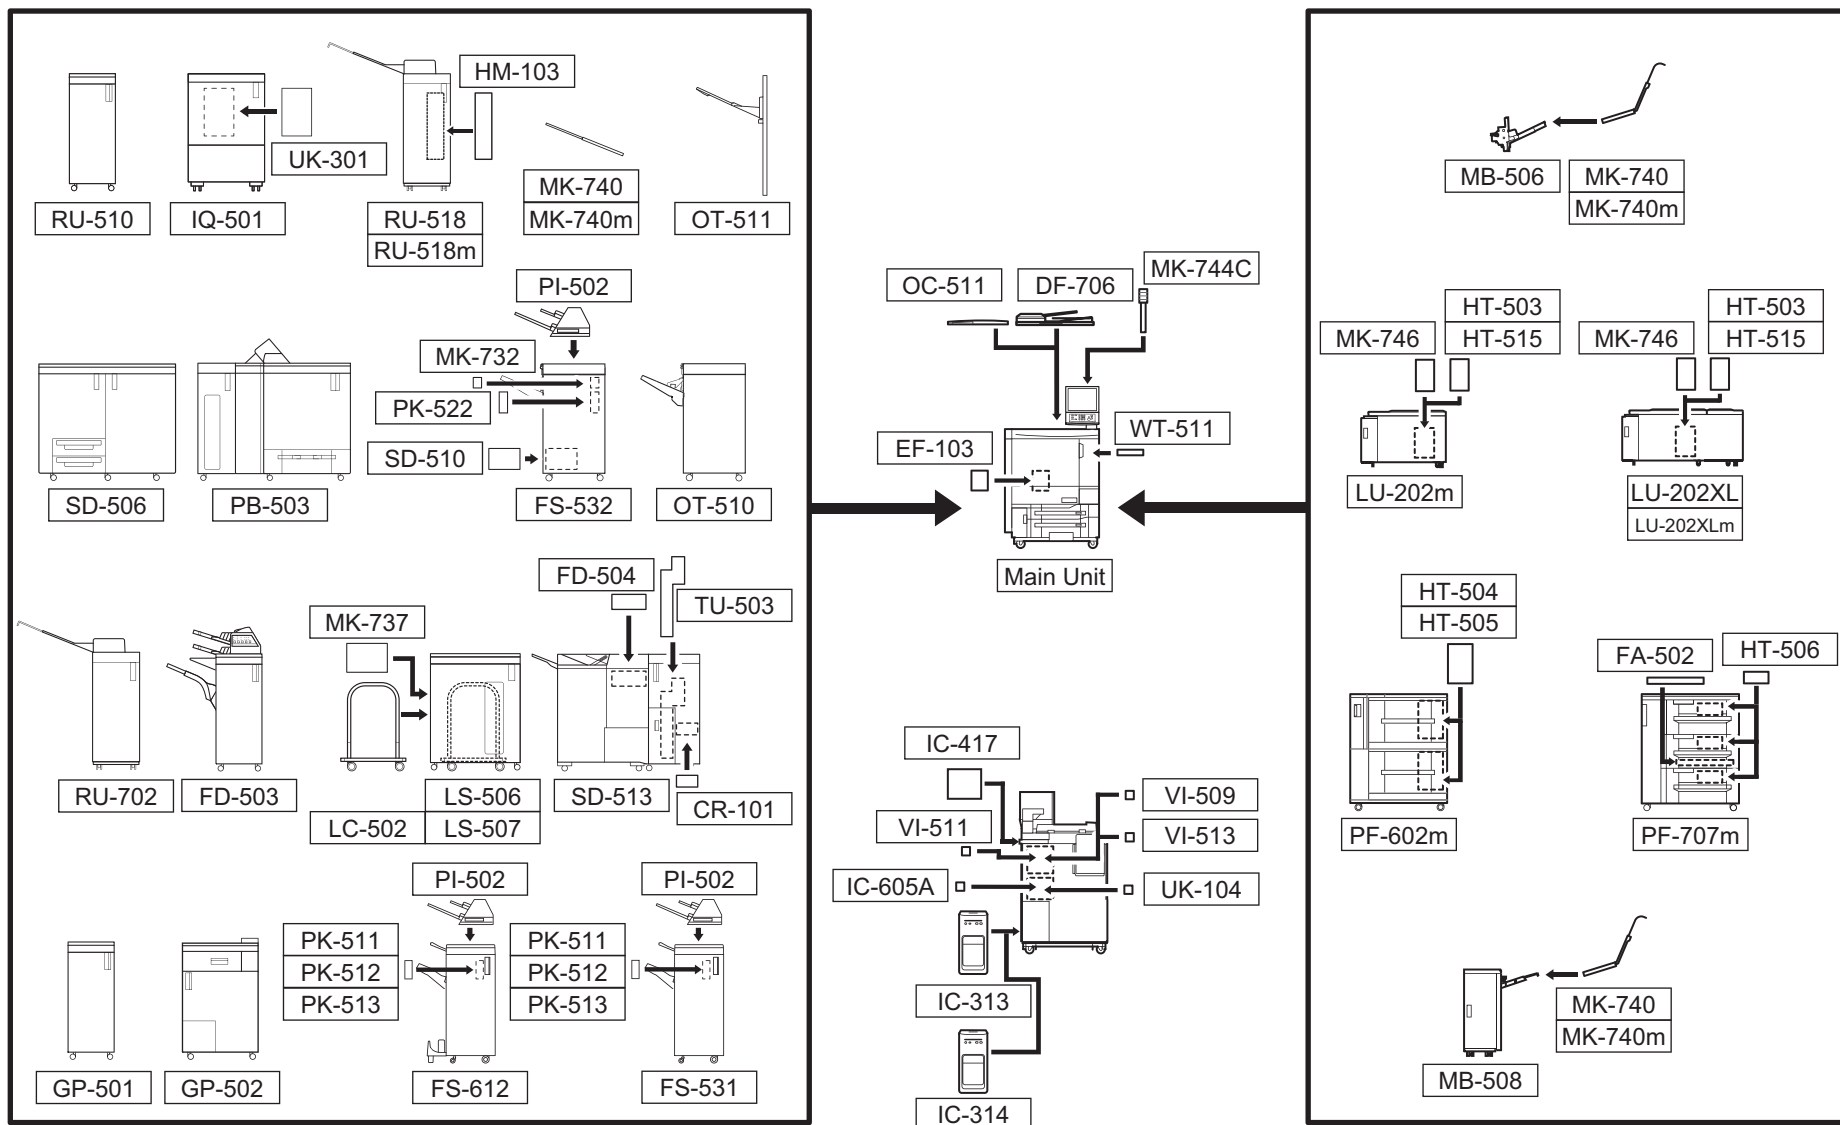 HM-103
UK-301
RU-510
IQ-501
RU-518
RU-518m
MK-740
MK-740m
OT-511
PI-502
MK-732
PK-522
SD-510
SD-506
PB-503
FS-532
OT-510
FD-504
TU-503
MK-737
RU-702
FD-503
LC-502
LS-506
LS-507
SD-513
CR-101
PI-502
PI-502
PK-511
PK-512
PK-513
PK-511
PK-512
PK-513
GP-501
GP-502
FS-612
FS-531
OC-511
DF-706
MK-744C
EF-103
WT-511
Main Unit
IC-417
VI-509
VI-511
VI-513
IC-605A
UK-104
IC-313
IC-314
MB-506
MK-740
MK-740m
MK-746
HT-503
HT-515
MK-746
HT-503
HT-515
LU-202m
LU-202XL
LU-202XLm
HT-504
HT-505
FA-502
HT-506
PF-602m
PF-707m
MK-740
MK-740m
MB-508